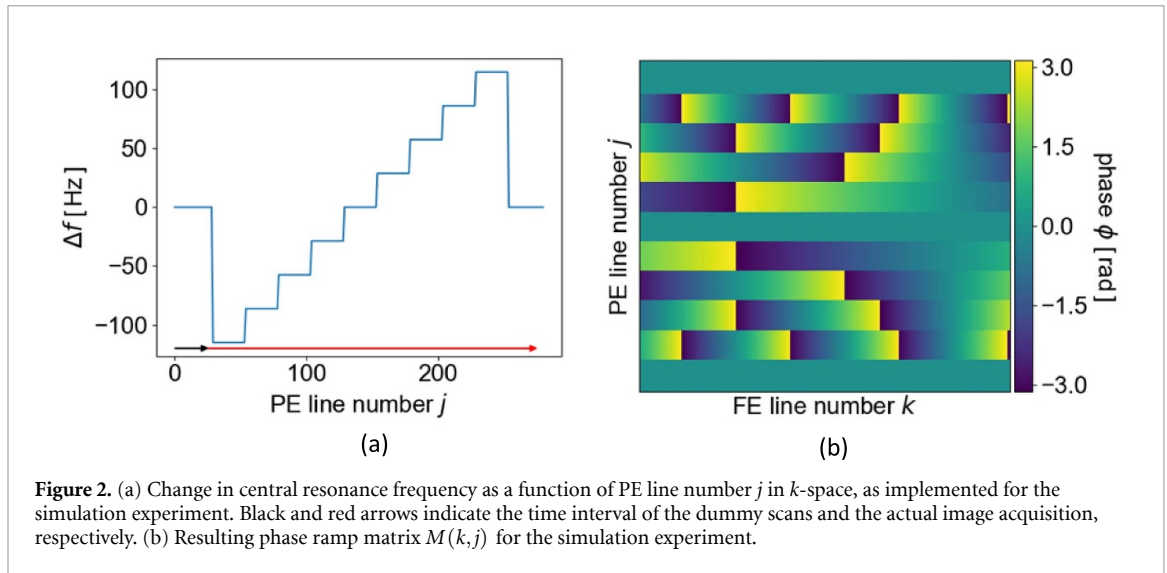 100
50
0
−50
−100
Δf [Hz]
0 100 200
PE line number j
(a)
PE line number j
FE line number k
3.0
1.5
0.0
−1.5
−3.0
phase ϕ [rad]
(b)
Figure 2. (a) Change in central resonance frequency as a function of PE line number j in k-space, as implemented for the
simulation experiment. Black and red arrows indicate the time interval of the dummy scans and the actual image acquisition,
respectively. (b) Resulting phase ramp matrix M(k,j) for the simulation experiment.